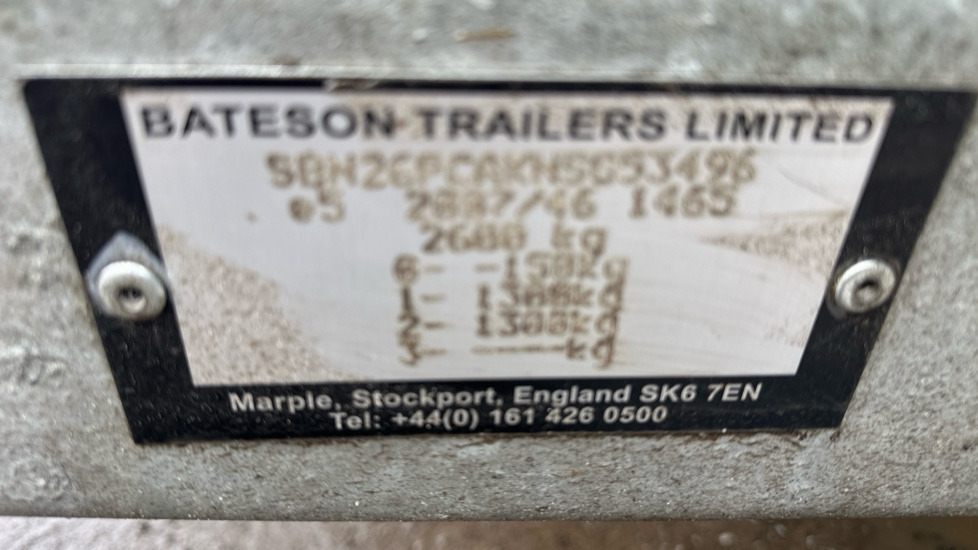 BATESON TRAILERS LIMITED
e5 2007/46 1465
2600 kg
0- -150kg
1- 1300kg
2- 1300kg
3- -----kg
Marple, Stockport, England SK6 7EN
Tel: +44(0) 161 426 0500